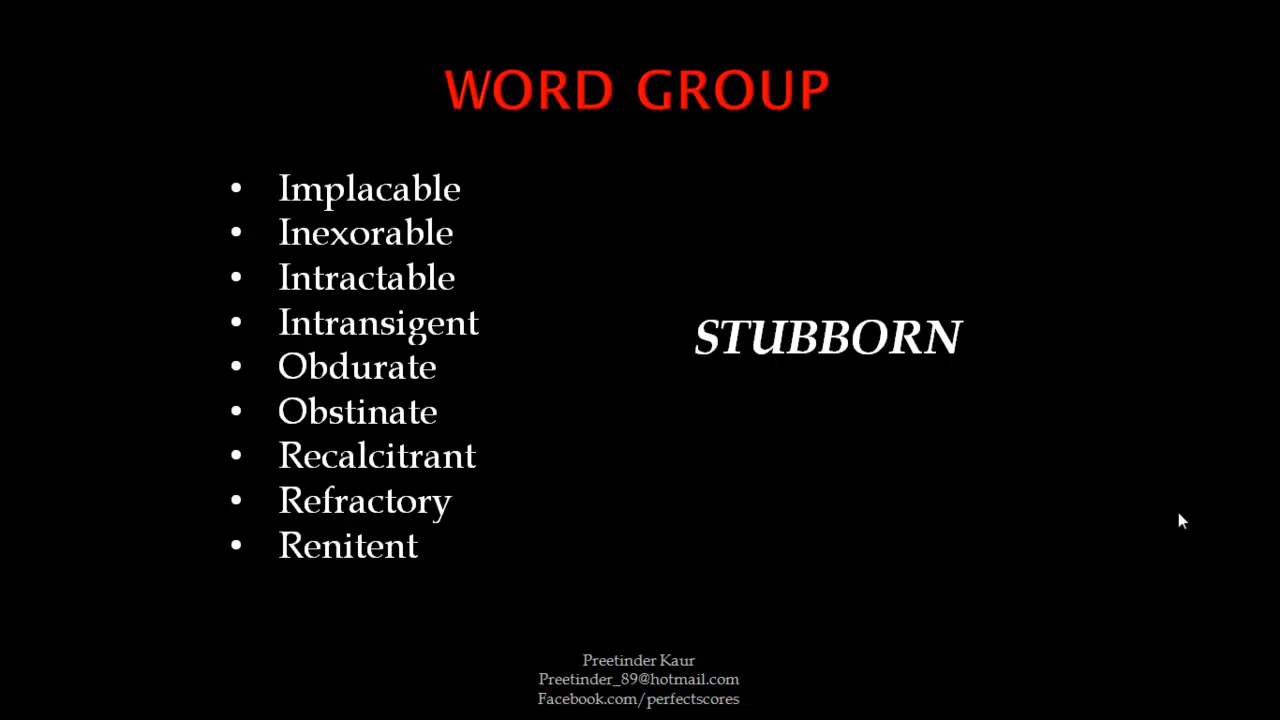 WORD GROUP
• Implacable
• Inexorable
• Intractable
• Intransigent
• Obdurate
• Obstinate
• Recalcitrant
• Refractory
• Renitent
STUBBORN
Preetinder Kaur
Preetinder_89@hotmail.com
Facebook.com/perfectscores